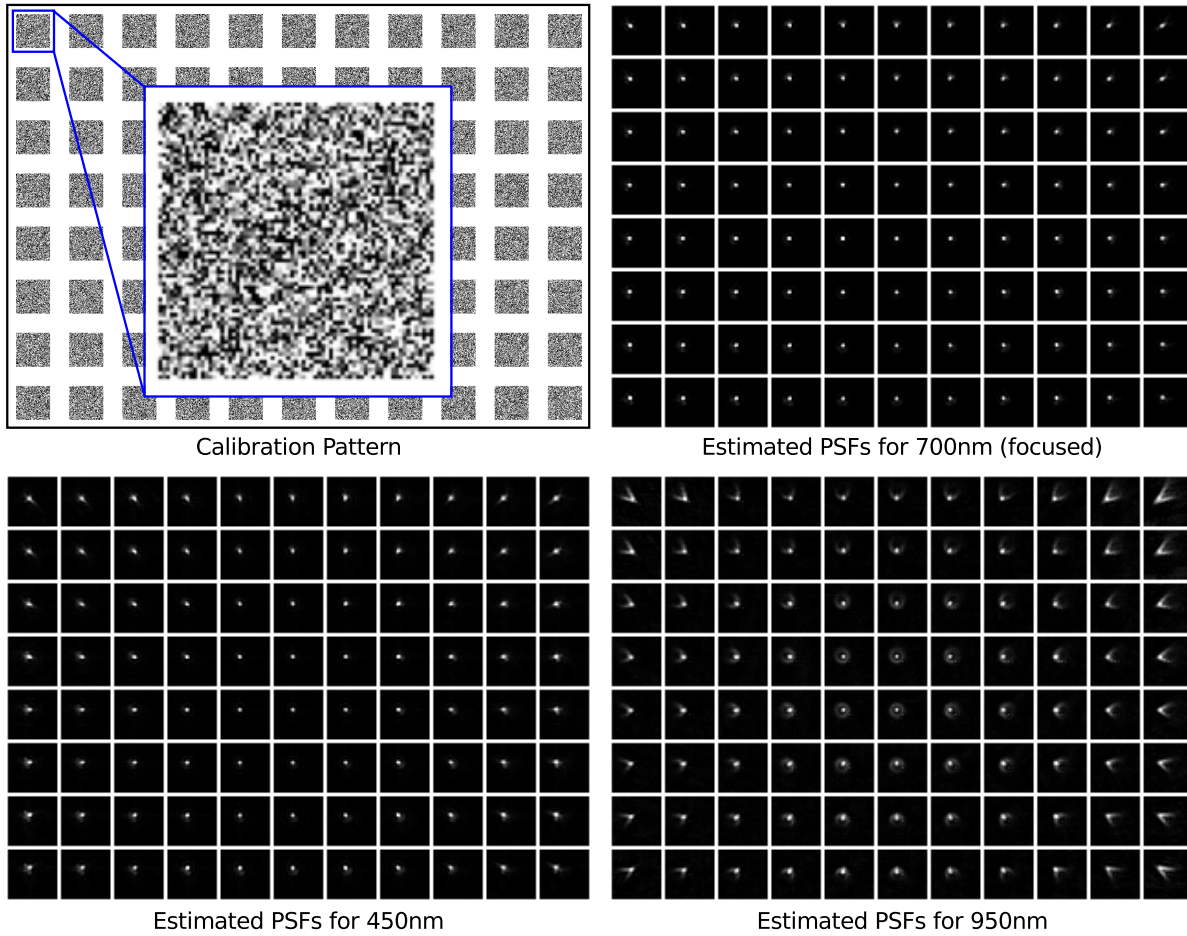 Calibration Pattern
Estimated PSFs for 700nm (focused)
Estimated PSFs for 450nm
Estimated PSFs for 950nm